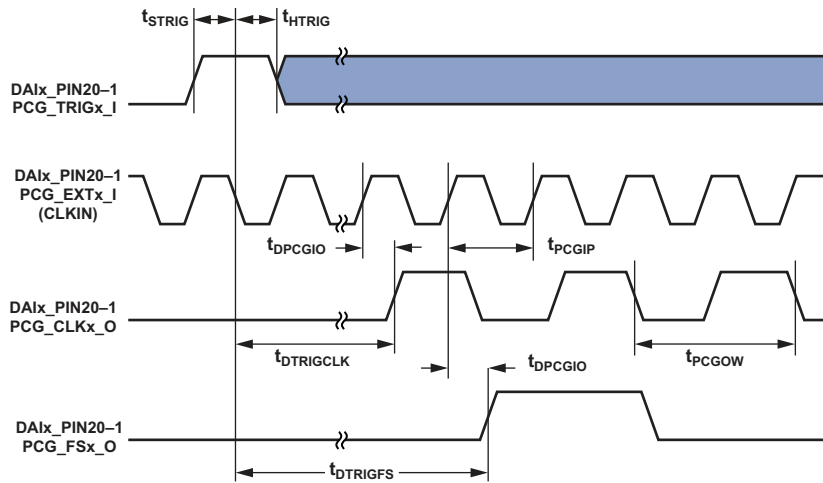 tSTRIG
tHTRIG
DAIx_PIN20–1
PCG_TRIGx_I
DAIx_PIN20–1
PCG_EXTx_I
(CLKIN)
tDPCGIO
tPCGIP
DAIx_PIN20–1
PCG_CLKx_O
tDTRIGCLK
tDPCGIO
tPCGOW
DAIx_PIN20–1
PCG_FSx_O
tDTRIGFS